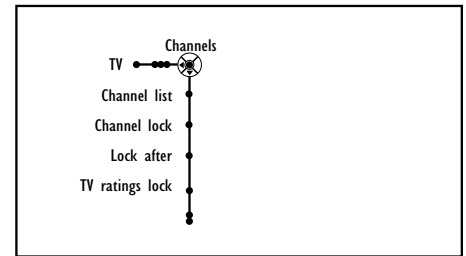 Channels
TV
Channel list
Channel lock
Lock after
TV ratings lock